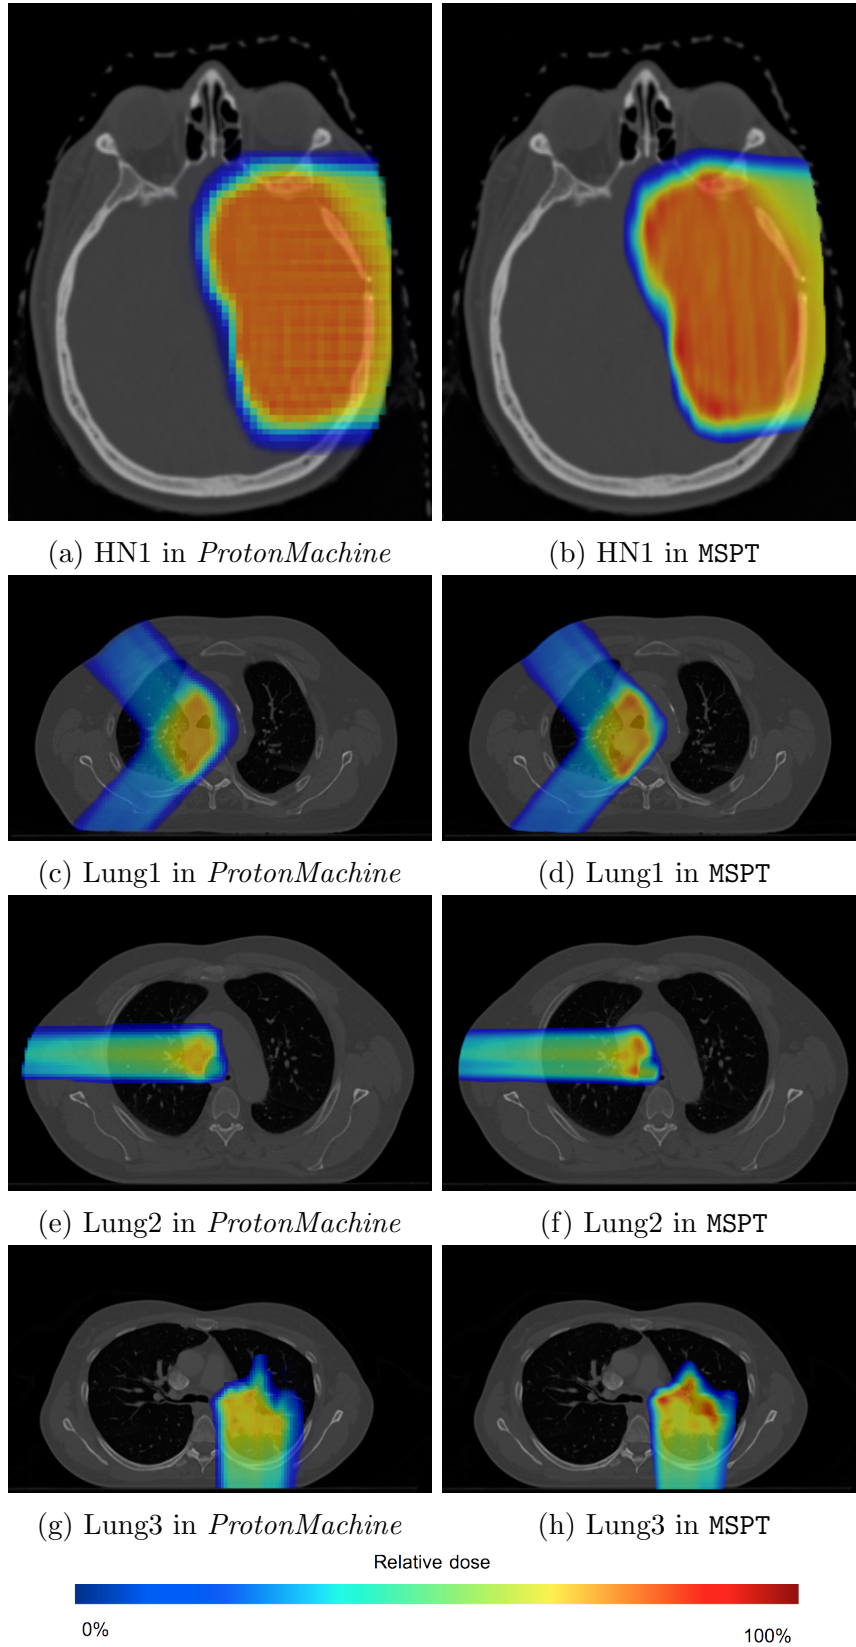 (a) HN1 in ProtonMachine
(b) HN1 in MSPT
(c) Lung1 in ProtonMachine
(d) Lung1 in MSPT
(e) Lung2 in ProtonMachine
(f) Lung2 in MSPT
(g) Lung3 in ProtonMachine
(h) Lung3 in MSPT
Relative dose
0%
100%